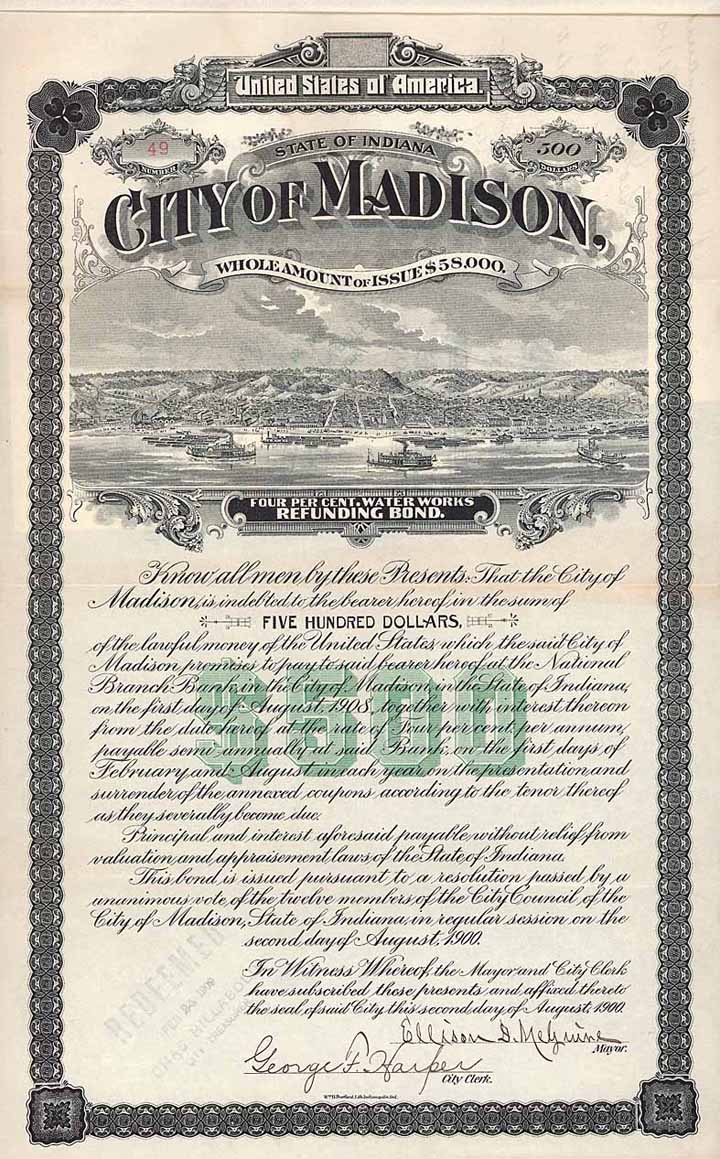 United States of America.
49
NUMBER
STATE OF INDIANA
500
DOLLARS
CITY OF MADISON,
WHOLE AMOUNT OF ISSUE $58,000.
FOUR PER CENT. WATER WORKS
REFUNDING BOND.
Know all men by these Presents: That the City of
Madison, is indebted to the bearer hereof, in the sum of
FIVE HUNDRED DOLLARS,
of the lawful money of the United States, which the said City of
Madison promises to pay to said bearer hereof at the National
Branch Bank, in the City of Madison, in the State of Indiana,
on the first day of August, 1908, together with interest thereon
from the date hereof at the rate of Four per cent, per annum,
payable semi-annually at said Bank, on the first days of
February, and August in each year on the presentation and
surrender of the annexed coupons, according to the tenor thereof
as they severally become due.
$500
Principal and interest aforesaid payable without relief from
valuation and appraisement laws of the State of Indiana.
This bond is issued pursuant to a resolution passed by a
unanimous vote of the twelve members of the City Council of the
City of Madison, State of Indiana, in regular session on the
second day of August, 1900.
In Witness Whereof, the Mayor and City Clerk
have subscribed these presents, and affixed thereto
the seal of said City, this second day of August, 1900.
REDEEMED
Mayor.
George F. Harper
City Clerk.